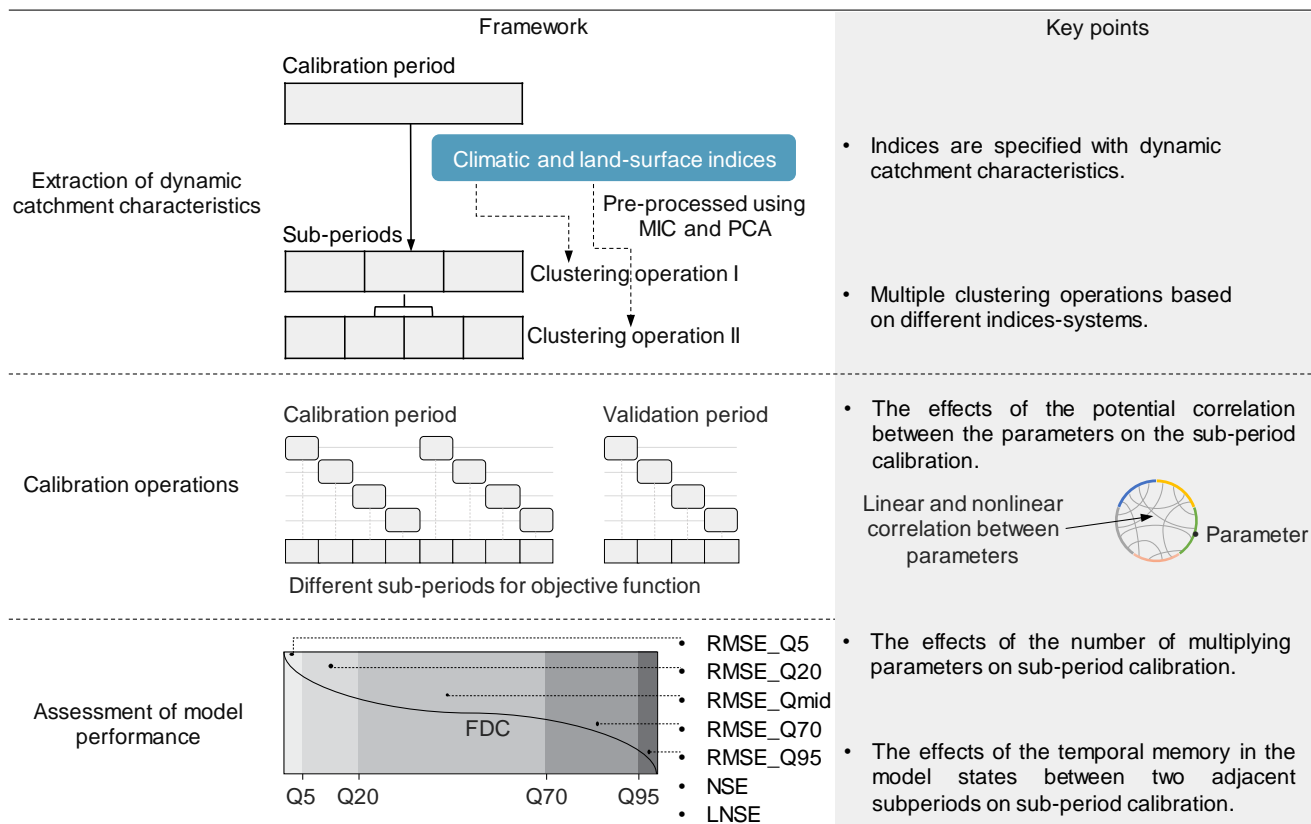 Framework
Key points
Extraction of dynamic
catchment characteristics
Calibration period
Climatic and land-surface indices
Pre-processed using
MIC and PCA
Sub-periods
Clustering operation I
Clustering operation II
• Indices are specified with dynamic
catchment characteristics.
• Multiple clustering operations based
on different indices-systems.
Calibration operations
Calibration period
Validation period
Different sub-periods for objective function
• The effects of the potential correlation
between the parameters on the sub-period
calibration.
Linear and nonlinear
correlation between
parameters
Parameter
Assessment of model
performance
FDC
Q5
Q20
Q70
Q95
• RMSE_Q5
• RMSE_Q20
• RMSE_Qmid
• RMSE_Q70
• RMSE_Q95
• NSE
• LNSE
• The effects of the number of multiplying
parameters on sub-period calibration.
• The effects of the temporal memory in the
model states between two adjacent
subperiods on sub-period calibration.